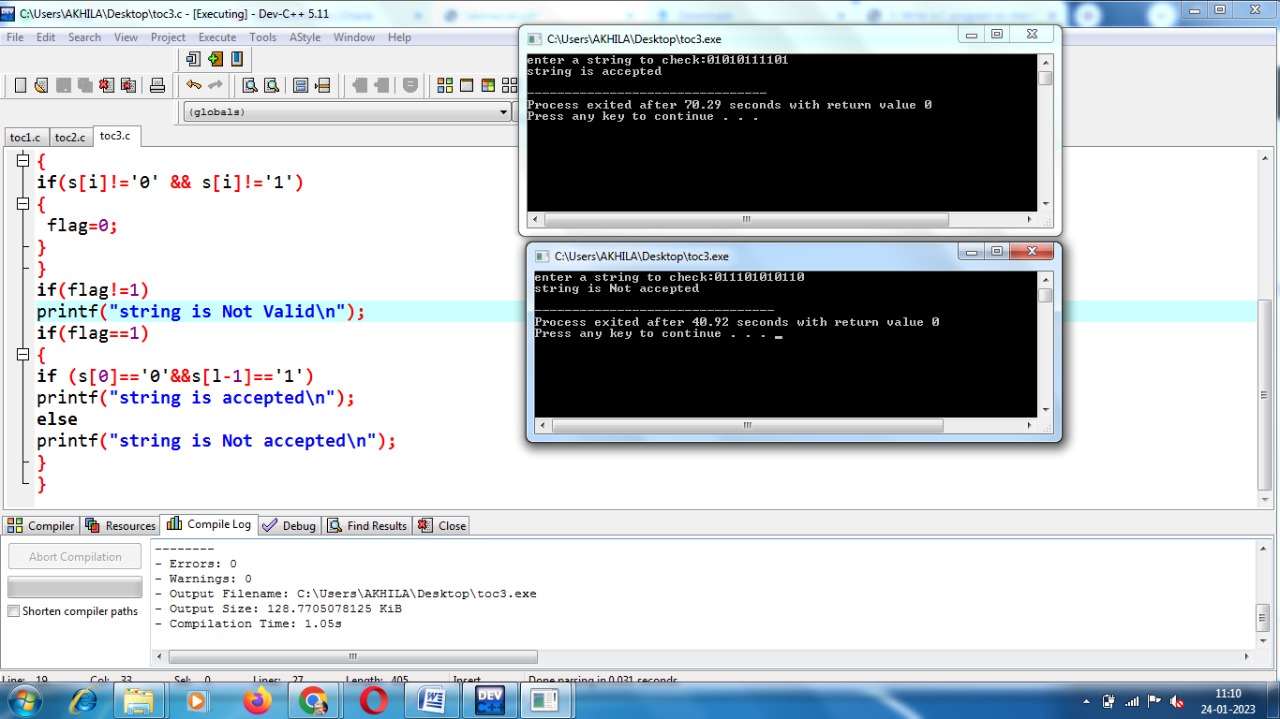 C:\Users\AKHILA\Desktop\toc3.c - [Executing] - Dev-C++ 5.11
File Edit Search View Project Execute Tools AStyle Window Help
(globals)
toc1.c toc2.c toc3.c
{
if(s[i]!='0' && s[i]!='1')
{
flag=0;
}
}
if(flag!=1)
printf("string is Not Valid\n");
if(flag==1)
{
if (s[0]=='0'&&s[l-1]=='1')
printf("string is accepted\n");
else
printf("string is Not accepted\n");
}
}
C:\Users\AKHILA\Desktop\toc3.exe
enter a string to check:01010111101
string is accepted
--------------------------------
Process exited after 70.29 seconds with return value 0
Press any key to continue . . .
C:\Users\AKHILA\Desktop\toc3.exe
enter a string to check:011101010110
string is Not accepted
--------------------------------
Process exited after 40.92 seconds with return value 0
Press any key to continue . . . _
Compiler Resources Compile Log Debug Find Results Close
Abort Compilation
Shorten compiler paths
--------
- Errors: 0
- Warnings: 0
- Output Filename: C:\Users\AKHILA\Desktop\toc3.exe
- Output Size: 128.7705078125 KiB
- Compilation Time: 1.05s
Line: 19 Col: 33 Sel: 0 Lines: 27 Length: 405 Insert Done parsing in 0.031 seconds
DEV C++
11:10
24-01-2023